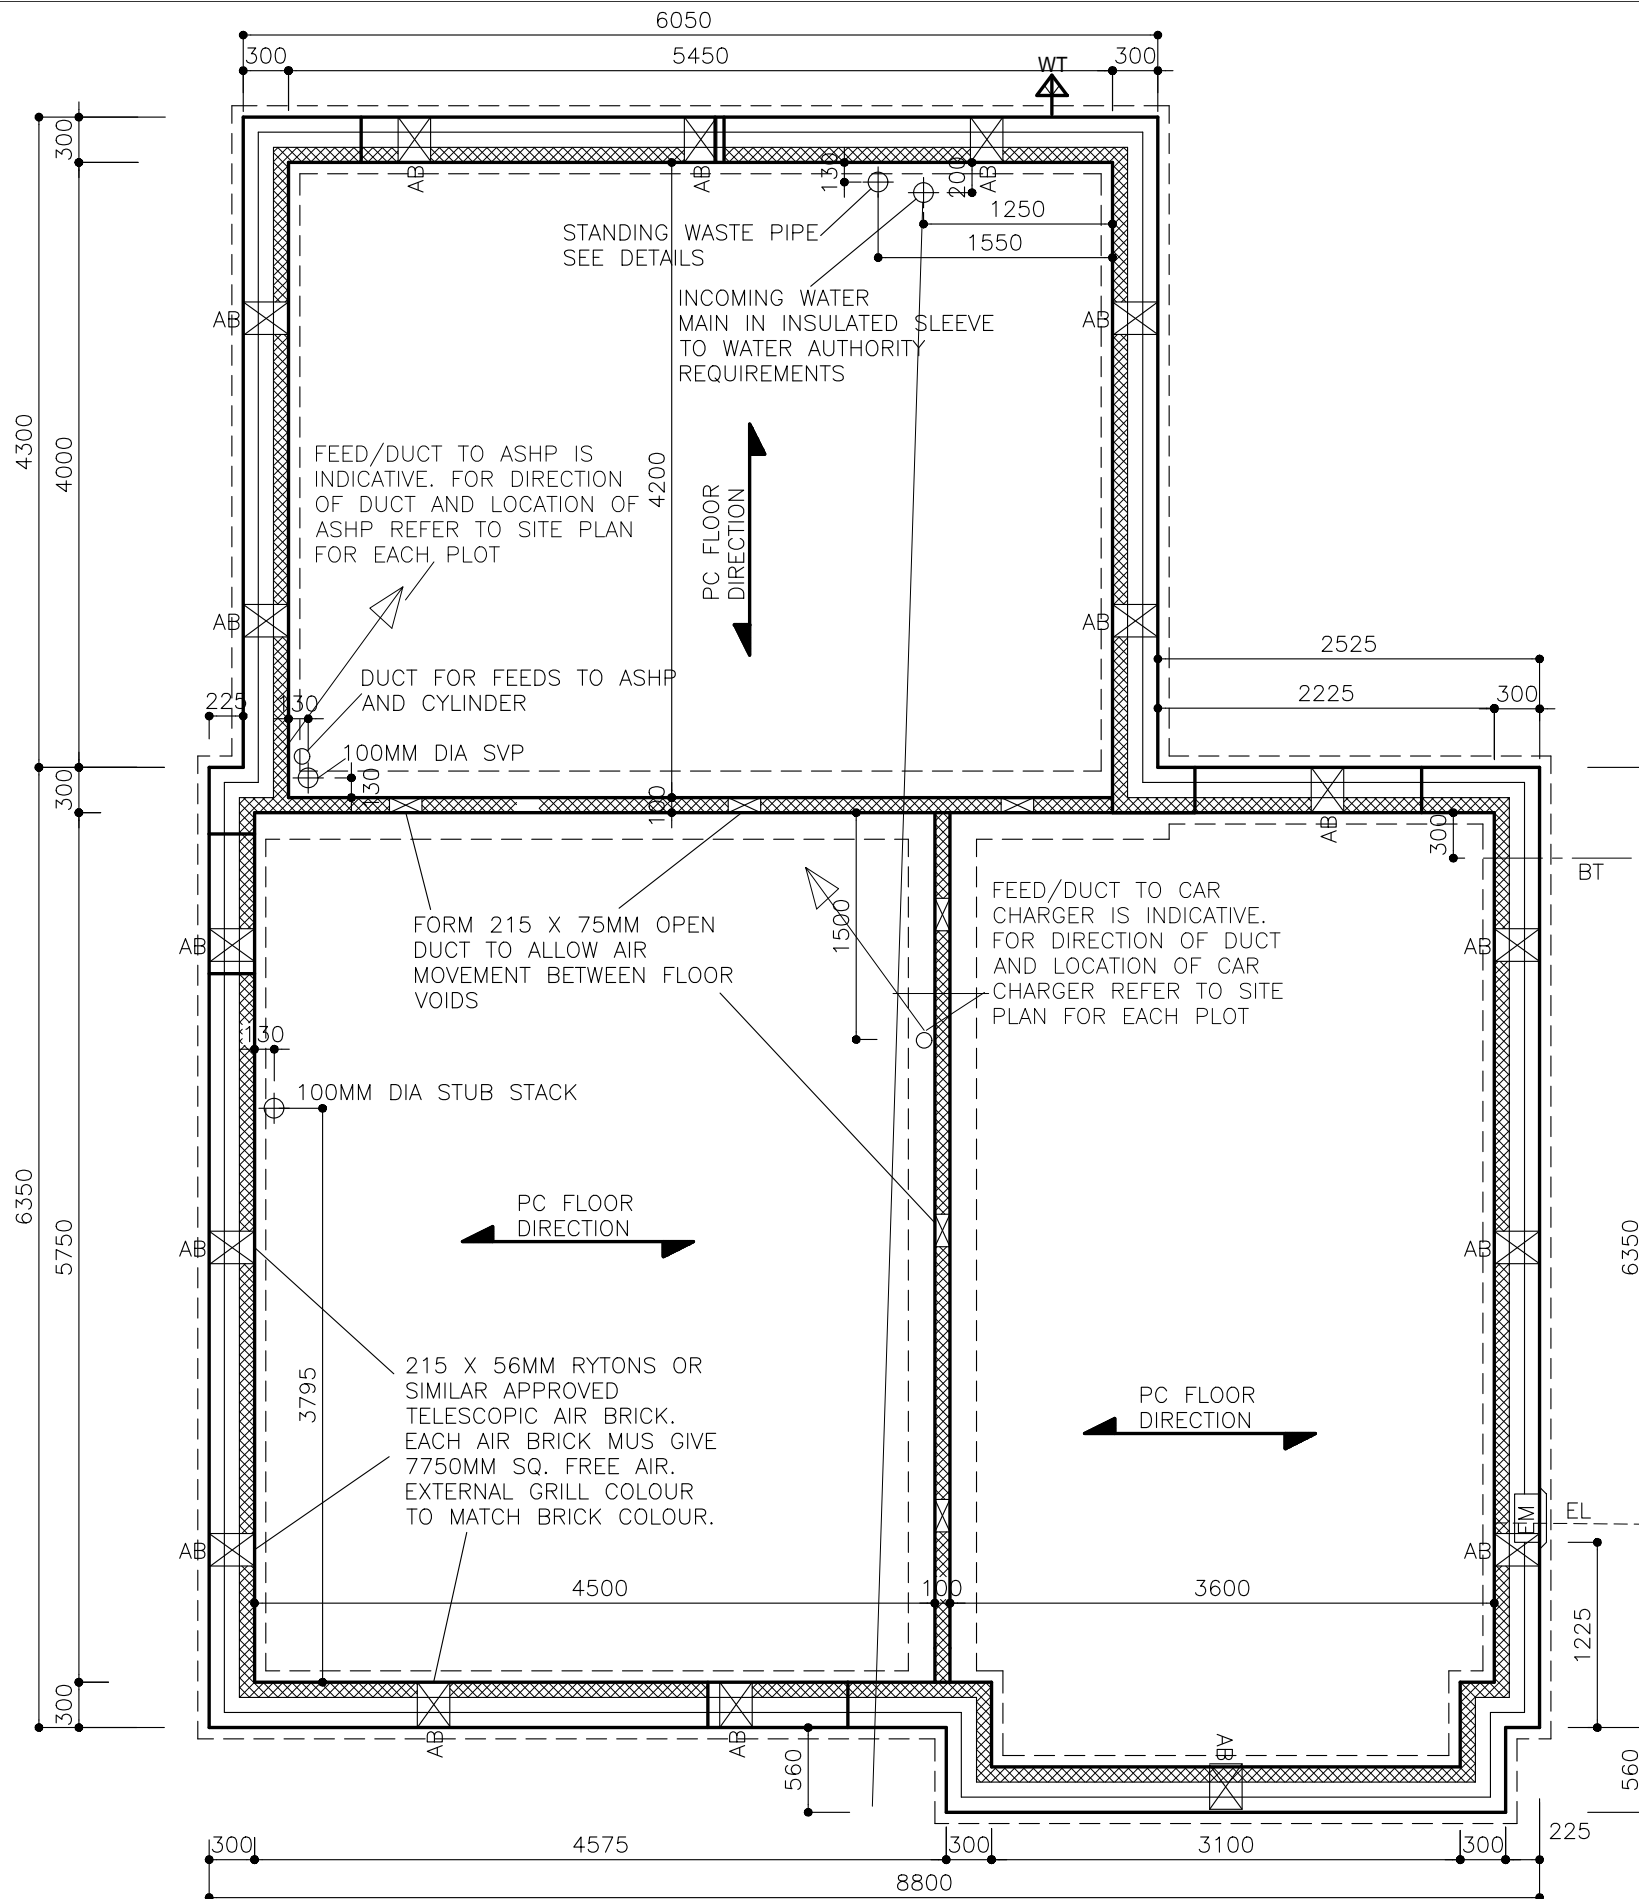 6050
300
5450
300
WT
300
AB
AB
AB
130
200
1250
1550
STANDING WASTE PIPE
SEE DETAILS
INCOMING WATER
MAIN IN INSULATED SLEEVE
TO WATER AUTHORITY
REQUIREMENTS
AB
AB
4300
4000
FEED/DUCT TO ASHP IS
INDICATIVE. FOR DIRECTION
OF DUCT AND LOCATION OF
ASHP REFER TO SITE PLAN
FOR EACH PLOT
4200
PC FLOOR
DIRECTION
AB
AB
2525
2225
300
225
130
DUCT FOR FEEDS TO ASHP
AND CYLINDER
100MM DIA SVP
130
300
100
AB
300
BT
FORM 215 X 75MM OPEN
DUCT TO ALLOW AIR
MOVEMENT BETWEEN FLOOR
VOIDS
1500
FEED/DUCT TO CAR
CHARGER IS INDICATIVE.
FOR DIRECTION OF DUCT
AND LOCATION OF CAR
CHARGER REFER TO SITE
PLAN FOR EACH PLOT
AB
AB
130
100MM DIA STUB STACK
6350
5750
PC FLOOR
DIRECTION
AB
AB
6350
3795
215 X 56MM RYTONS OR
SIMILAR APPROVED
TELESCOPIC AIR BRICK.
EACH AIR BRICK MUS GIVE
7750MM SQ. FREE AIR.
EXTERNAL GRILL COLOUR
TO MATCH BRICK COLOUR.
PC FLOOR
DIRECTION
EM
EL
AB
AB
4500
100
3600
1225
300
AB
AB
AB
560
560
300
4575
300
3100
300
225
8800